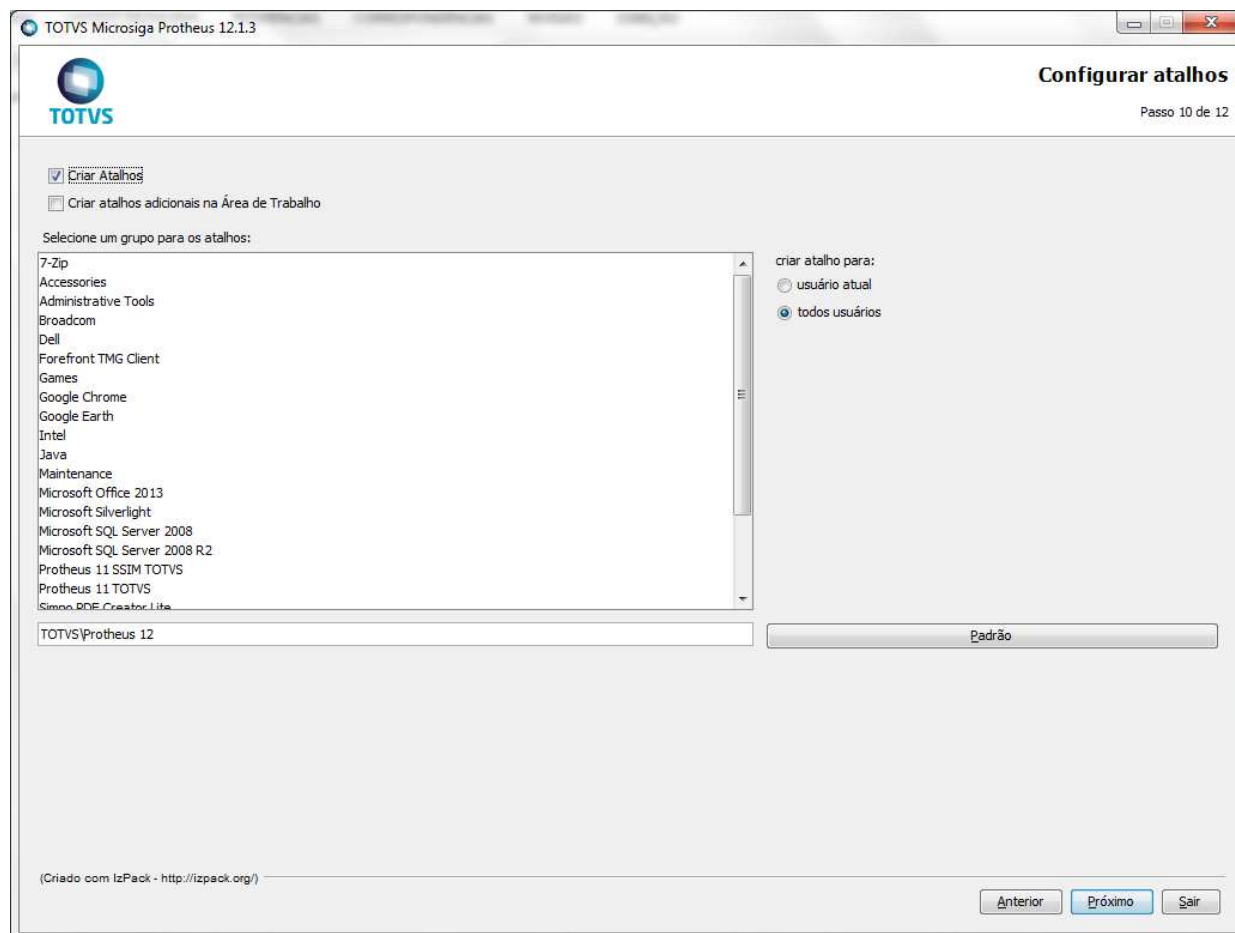 TOTVS Microsiga Protheus 12.1.3
TOTVS
Configurar atalhos
Passo 10 de 12
Criar Atalhos
Criar atalhos adicionais na Área de Trabalho
Selecione um grupo para os atalhos:
7-Zip
Accessories
Administrative Tools
Broadcom
Dell
Forefront TMG Client
Games
Google Chrome
Google Earth
Intel
Java
Maintenance
Microsoft Office 2013
Microsoft Silverlight
Microsoft SQL Server 2008
Microsoft SQL Server 2008 R2
Protheus 11 SSIM TOTVS
Protheus 11 TOTVS
Simpo PDF Creator Lite
criar atalho para:
usuário atual
todos usuários
TOTVS\Protheus 12
Padrão
(Criado com IzPack - http://izpack.org/)
Anterior
Próximo
Sair